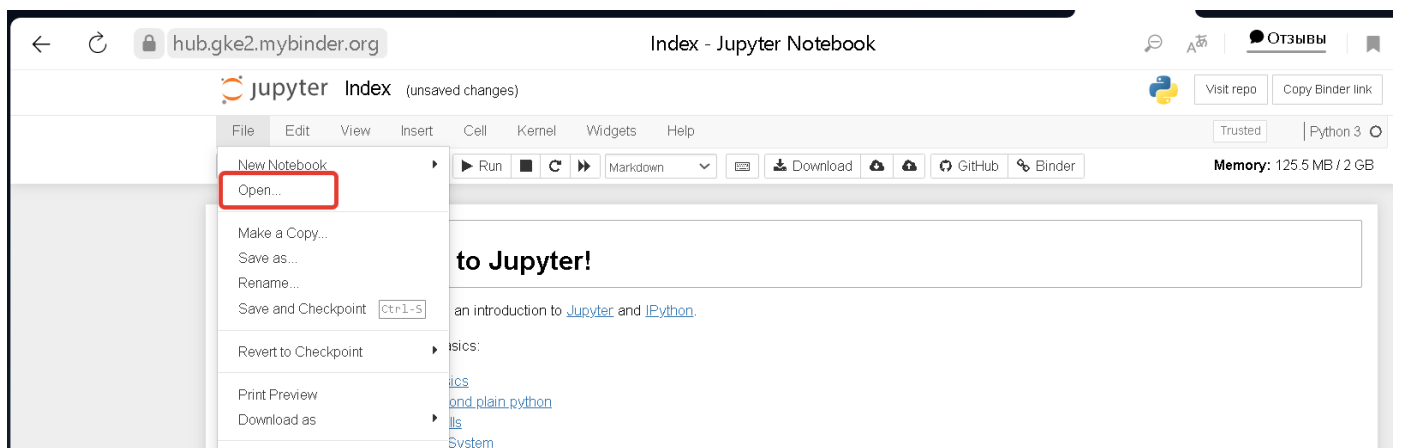 hub.gke2.mybinder.org Index - Jupyter Notebook Aあ Отзывы
jupyter Index (unsaved changes) Visit repo Copy Binder link
File Edit View Insert Cell Kernel Widgets Help Trusted Python 3
New Notebook Run Markdown Download GitHub Binder Memory: 125.5 MB / 2 GB
Open...
Make a Copy...
Save as... to Jupyter!
Rename...
Save and Checkpoint Ctrl-S an introduction to Jupyter and IPython.
Revert to Checkpoint asics:
Print Preview sics
Download as ond plain python
lls
System